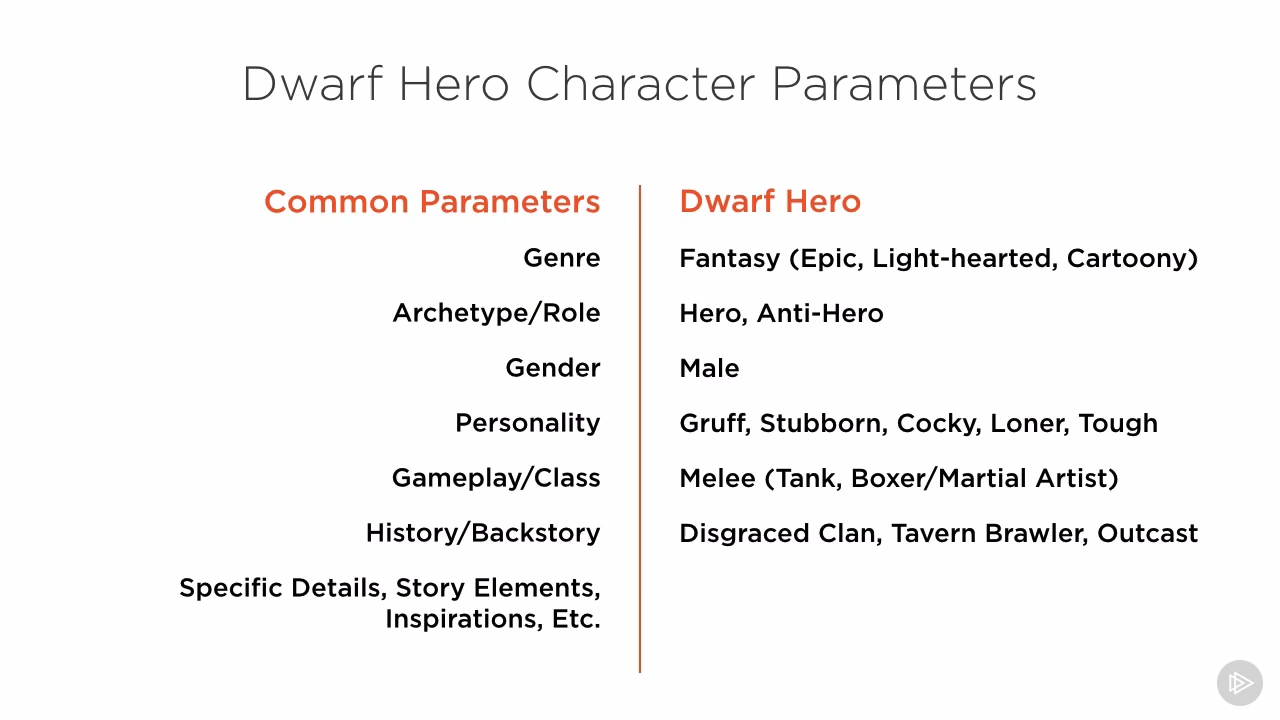 Dwarf Hero Character Parameters
Common Parameters
Dwarf Hero
Genre
Fantasy (Epic, Light-hearted, Cartoony)
Archetype/Role
Hero, Anti-Hero
Gender
Male
Personality
Gruff, Stubborn, Cocky, Loner, Tough
Gameplay/Class
Melee (Tank, Boxer/Martial Artist)
History/Backstory
Disgraced Clan, Tavern Brawler, Outcast
Specific Details, Story Elements,
Inspirations, Etc.